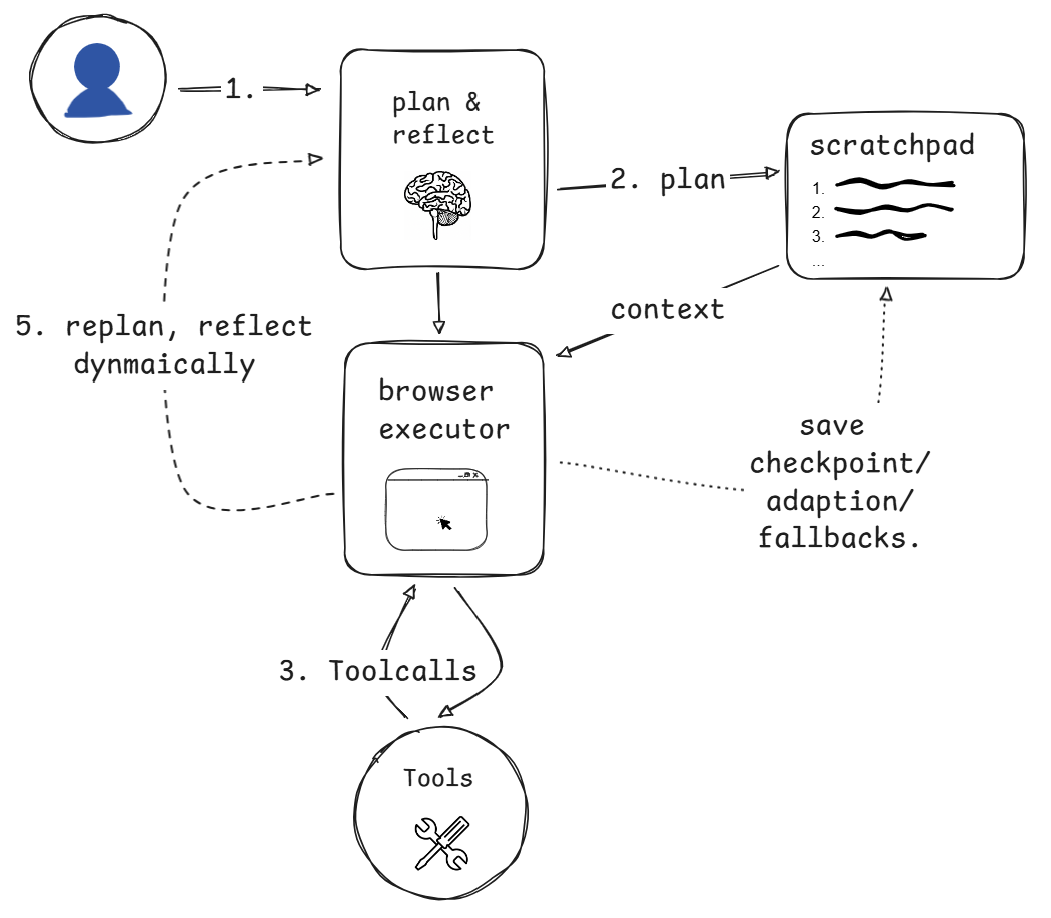 1.
plan &
reflect
2. plan
scratchpad
1.
2.
3.
...
context
5. replan, reflect
dynmaically
browser
executor
save
checkpoint/
adaption/
fallbacks.
3. Toolcalls
Tools